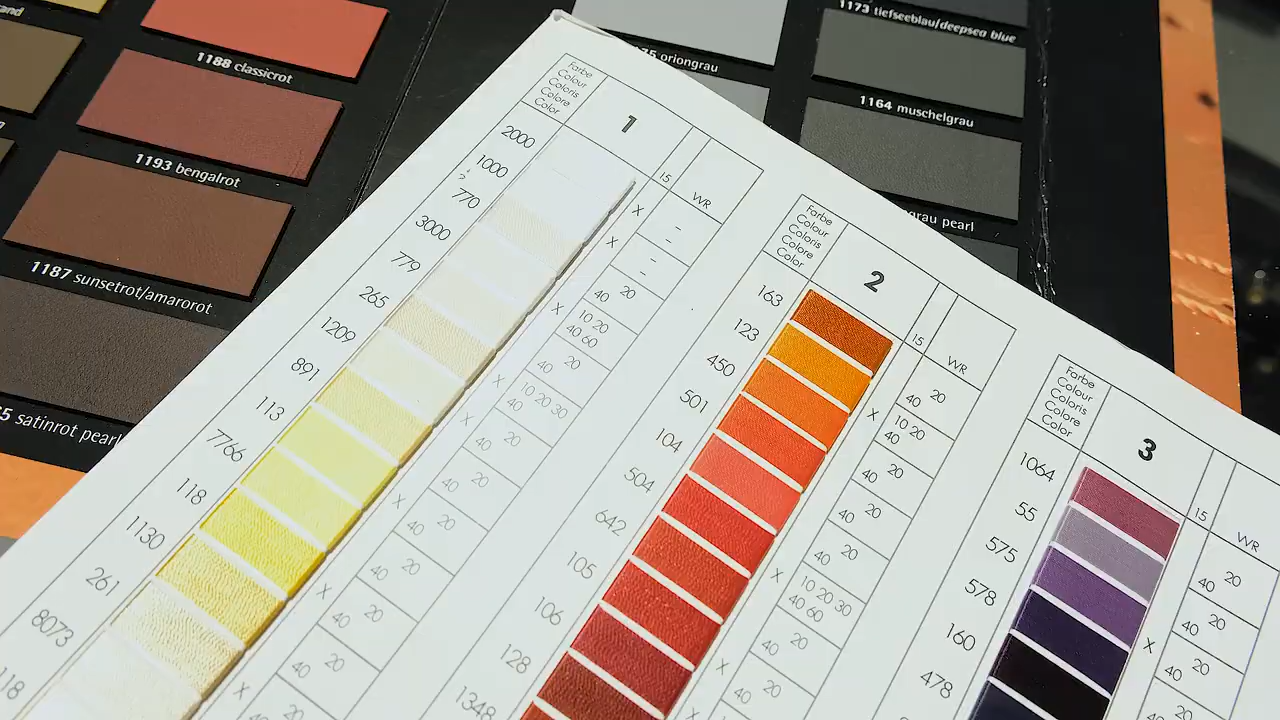 1188 classicrot
1193 bengalrot
1187 sunsetrot/amarorot
5 satinrot pearl
1173 tiefseeblau/deepsea blue
oriongrau
1164 muschelgrau
grau pearl
Farbe
Colour
Coloris
Colore
Color
1
15
WR
2000
1000
770
3000
779
265
1209
891
113
7766
118
1130
261
8073
118
X
–
X
–
40 20
X
10 20
40 60
40 20
X
10 20 30
40
X
40 20
40 20
X
40 20
40 20
X
40 20
40 20
X
40 20
Farbe
Colour
Coloris
Colore
Color
2
15
WR
163
123
450
501
104
504
642
105
106
128
1348
40 20
X
10 20
40
40 20
40 20
40 20
X
10 20 30
40 60
40 20
X
40 20
X
Farbe
Colour
Coloris
Colore
Color
3
15
WR
1064
55
575
578
160
478
40 20
40 20
X
40 20
40 20